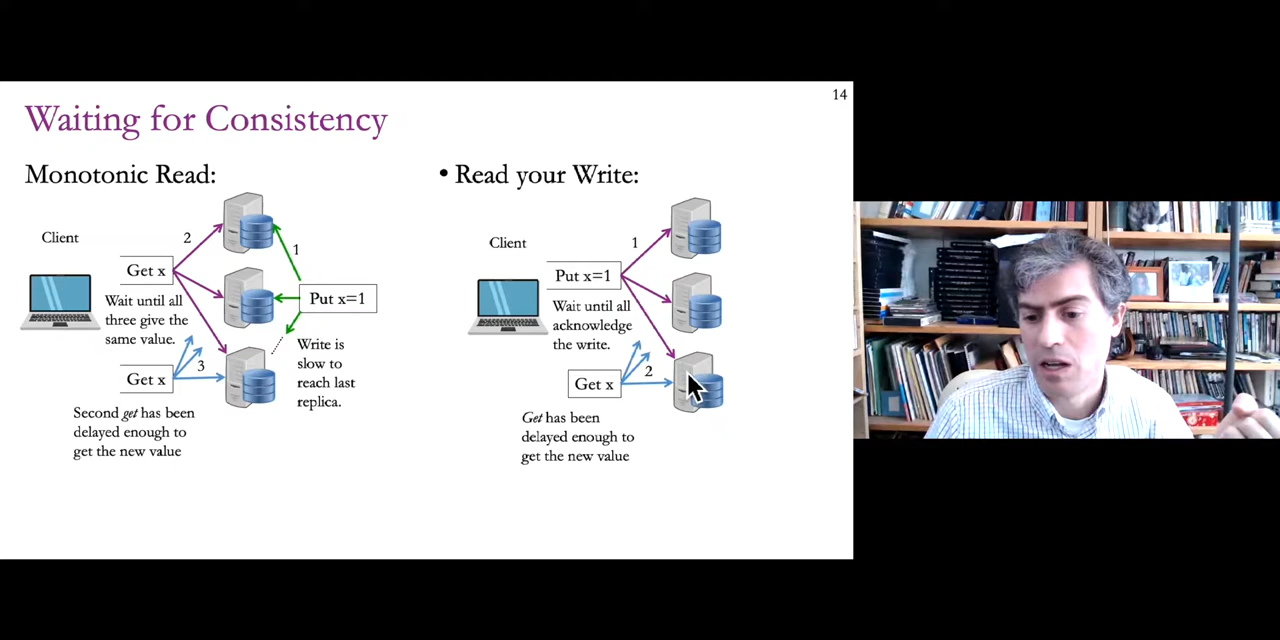 14
Waiting for Consistency
Monotonic Read:
Client
2
1
Get x
Put x=1
Wait until all
three give the
same value.
Write is
slow to
reach last
replica.
3
Get x
Second get has been
delayed enough to
get the new value
• Read your Write:
Client
1
Put x=1
Wait until all
acknowledge
the write.
2
Get x
Get has been
delayed enough to
get the new value